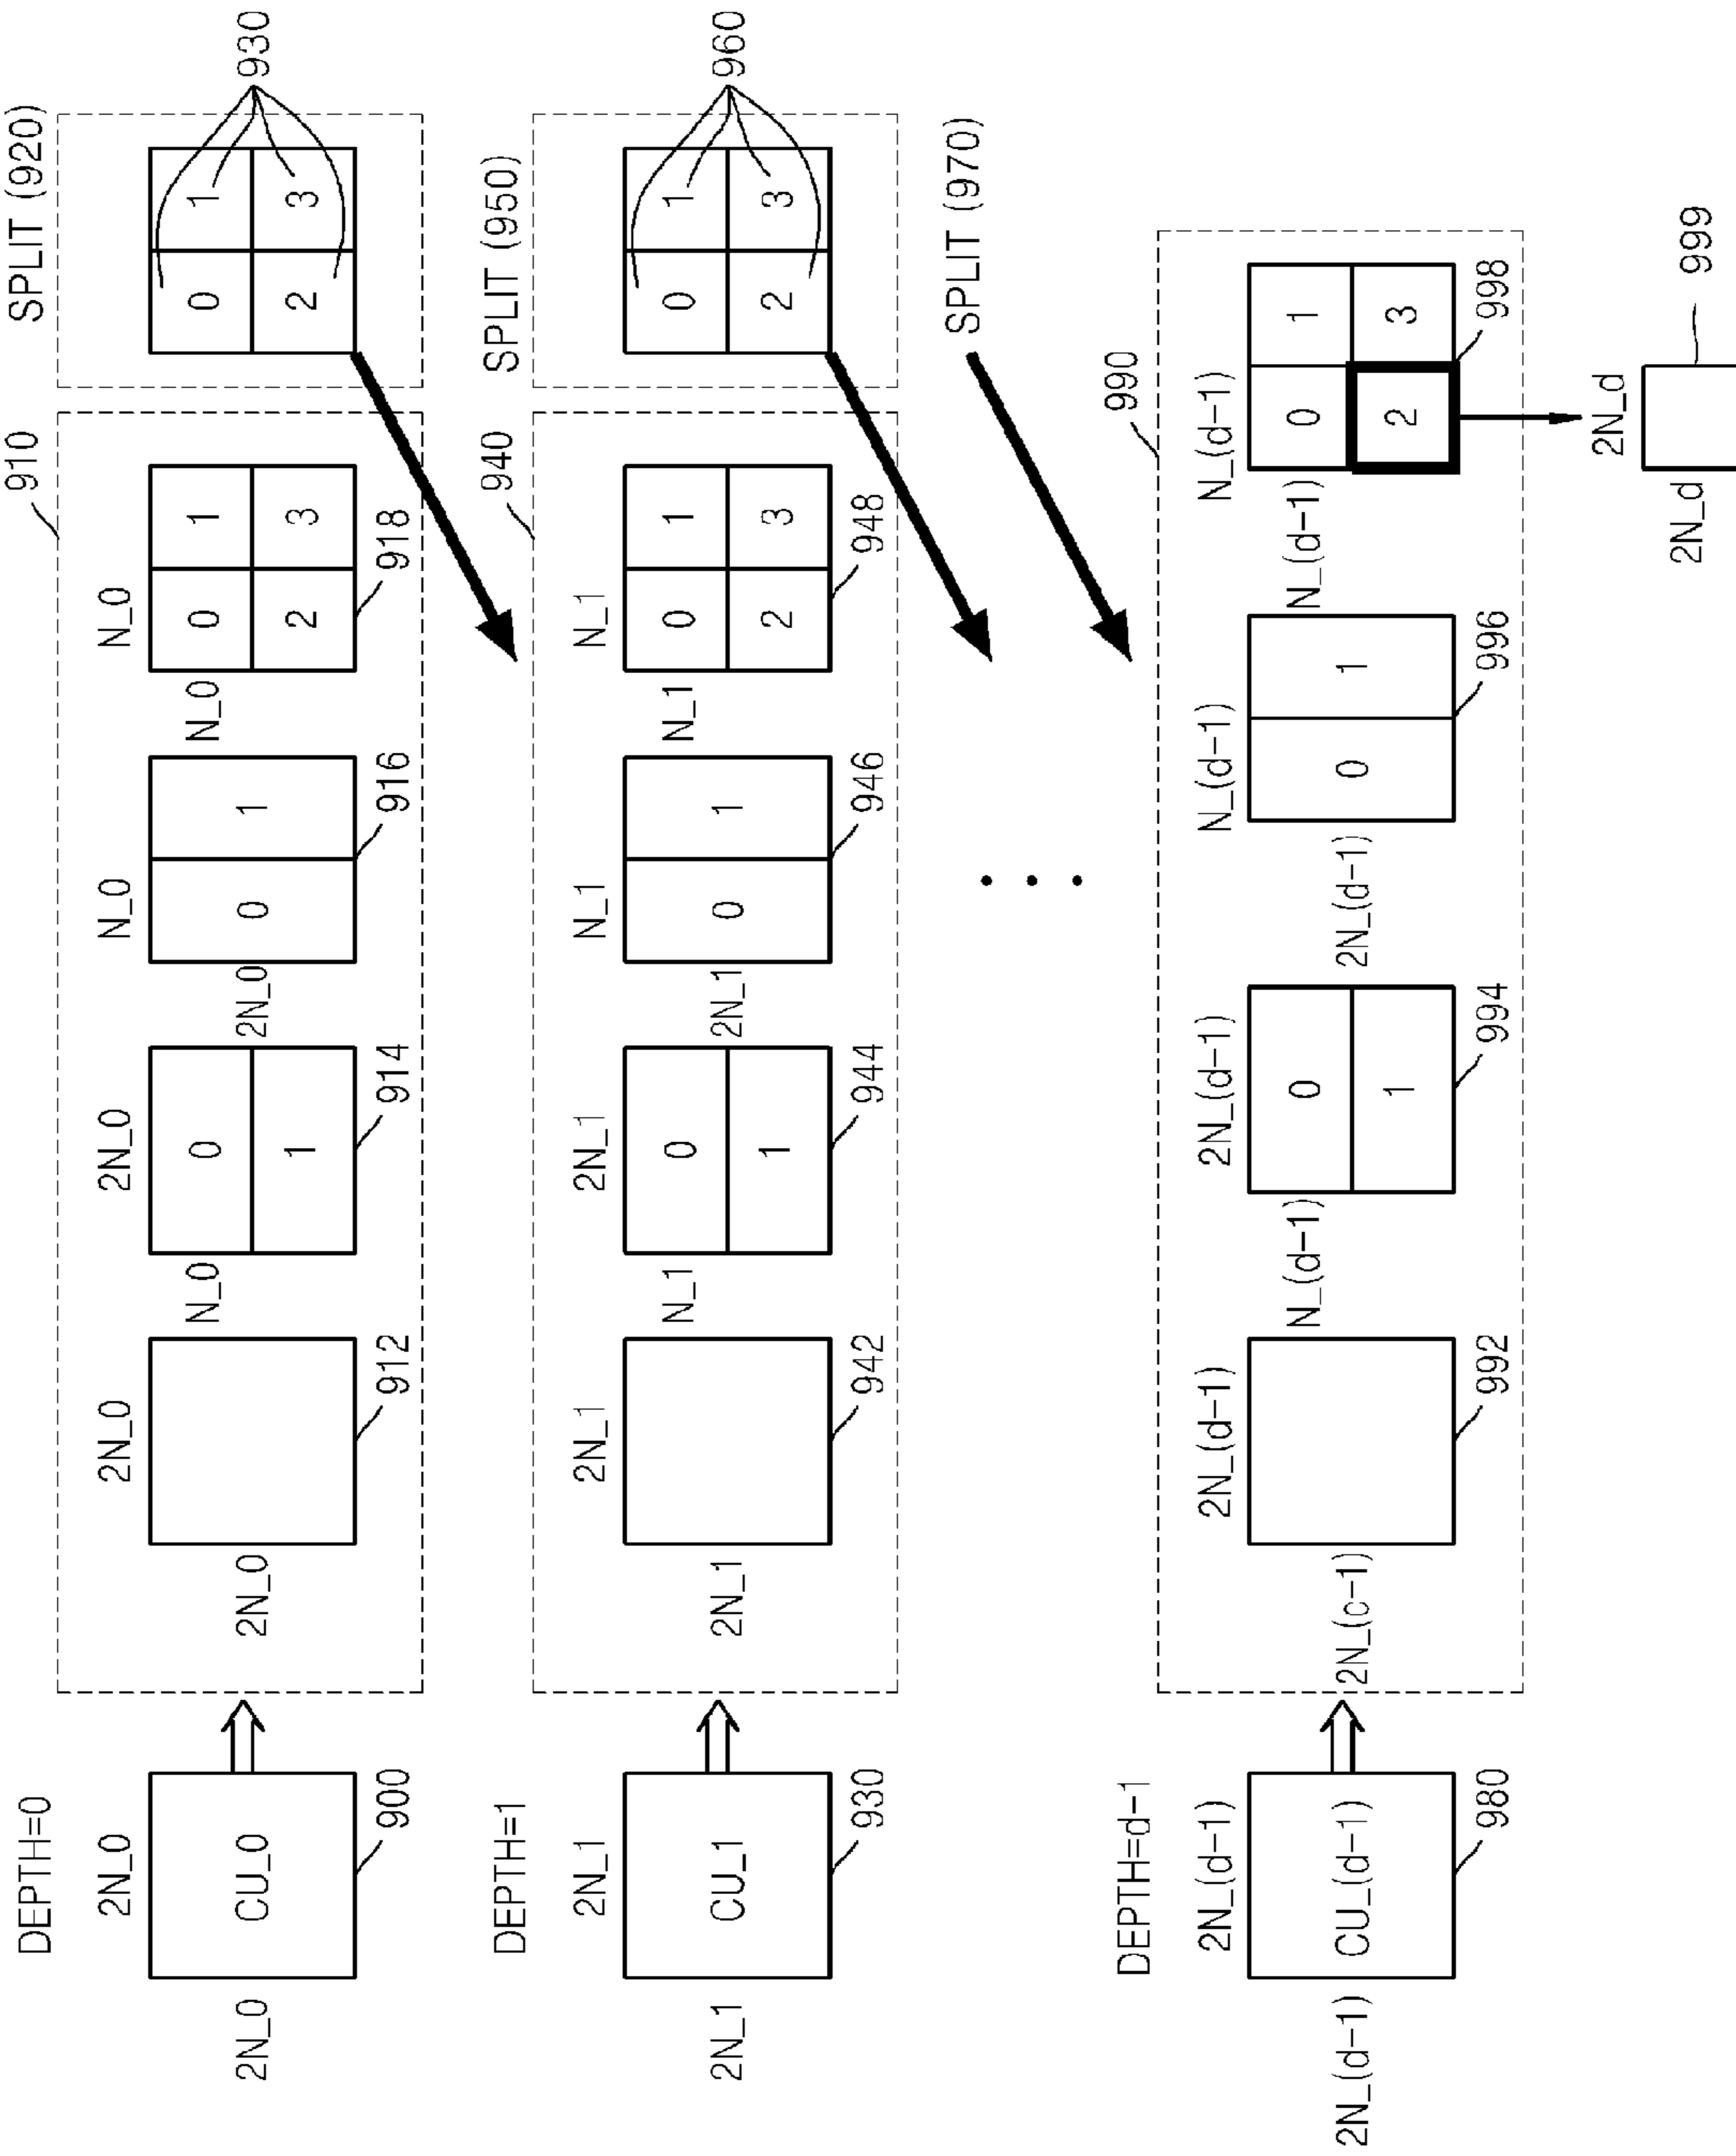 DEPTH=0
2N_0
2N_0
CU_0
900
910
2N_0
2N_0
912
2N_0
N_0
0
1
914
N_0
2N_0
0
1
916
N_0
N_0
0
1
2
3
918
SPLIT (920)
0
1
2
3
930
DEPTH=1
2N_1
2N_1
CU_1
930
940
2N_1
2N_1
942
2N_1
N_1
0
1
944
N_1
2N_1
0
1
946
N_1
N_1
0
1
2
3
948
SPLIT (950)
0
1
2
3
960
SPLIT (970)
DEPTH=d-1
2N_(d-1)
2N_(d-1)
CU_(d-1)
980
990
2N_(d-1)
2N_(c-1)
992
2N_(d-1)
N_(d-1)
0
1
994
N_(d-1)
2N_(d-1)
0
1
996
N_(d-1)
N_(d-1)
0
1
2
3
998
2N_d
2N_d
999